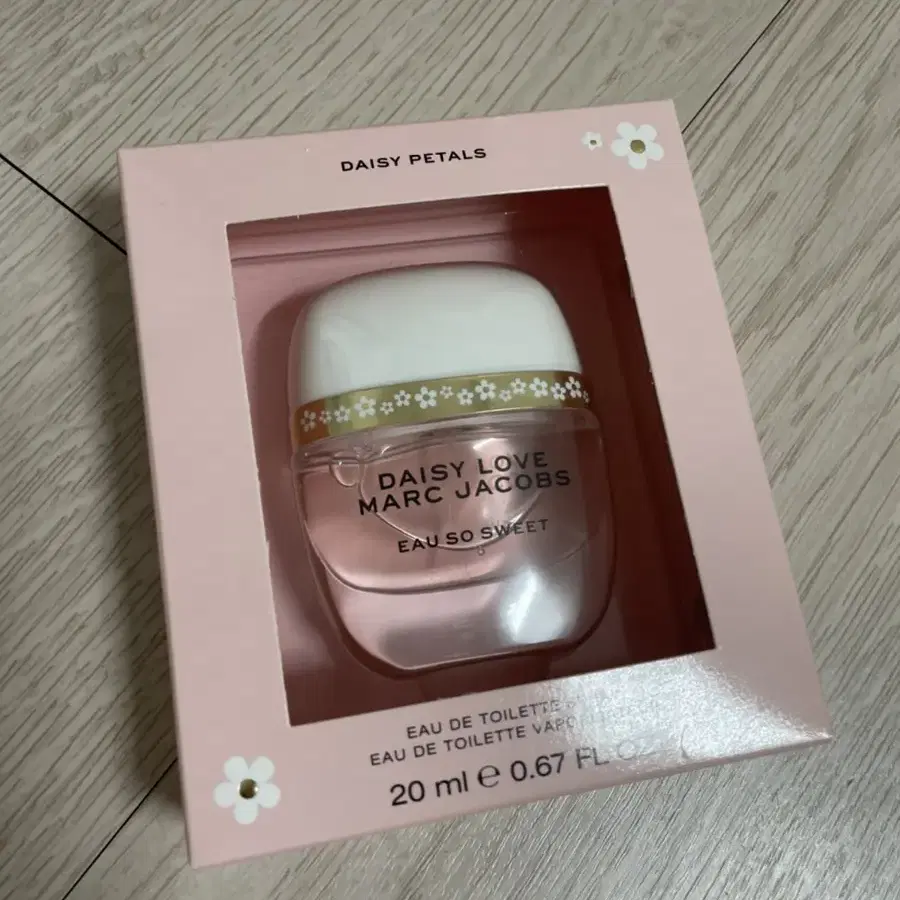 DAISY PETALS
DAISY LOVE
MARC JACOBS
EAU SO SWEET
EAU DE TOILETTE
EAU DE TOILETTE
20 ml e 0.67 FL OZ